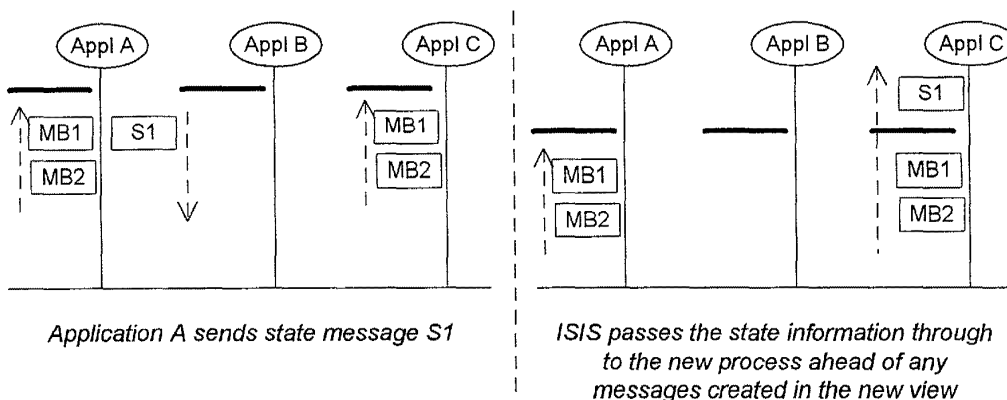 Appl A
Appl B
Appl C
MB1
MB2
S1
MB1
MB2
Application A sends state message S1
Appl A
Appl B
Appl C
MB1
MB2
S1
MB1
MB2
ISIS passes the state information through
to the new process ahead of any
messages created in the new view